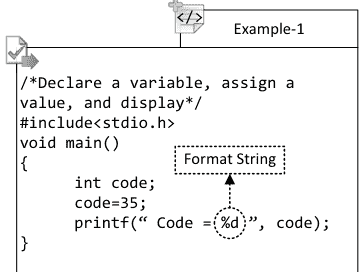 </>
Example-1
/*Declare a variable, assign a
value, and display*/
#include<stdio.h>
void main()
Format String
{
int code;
code=35;
printf(“ Code = %d ”, code);
}